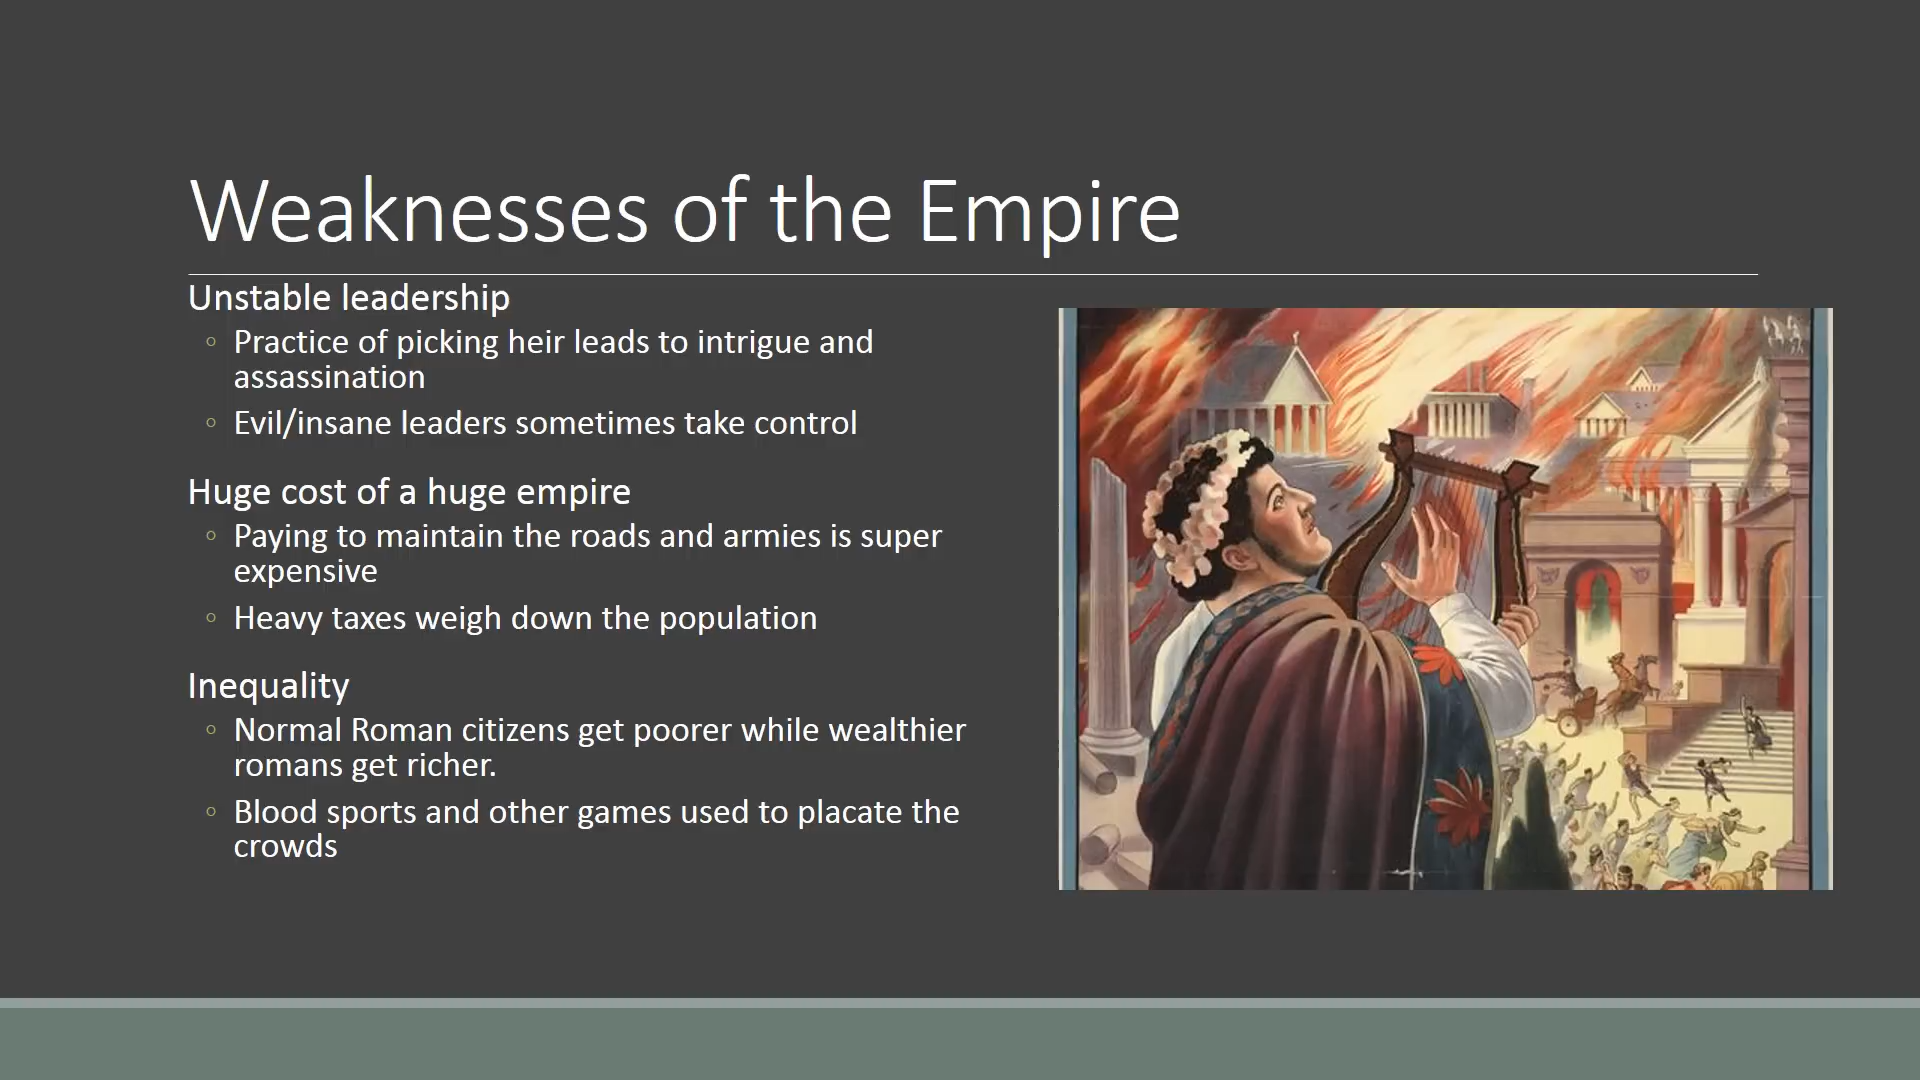 Weaknesses of the Empire
Unstable leadership
◦ Practice of picking heir leads to intrigue and
assassination
◦ Evil/insane leaders sometimes take control
Huge cost of a huge empire
◦ Paying to maintain the roads and armies is super
expensive
◦ Heavy taxes weigh down the population
Inequality
◦ Normal Roman citizens get poorer while wealthier
romans get richer.
◦ Blood sports and other games used to placate the
crowds